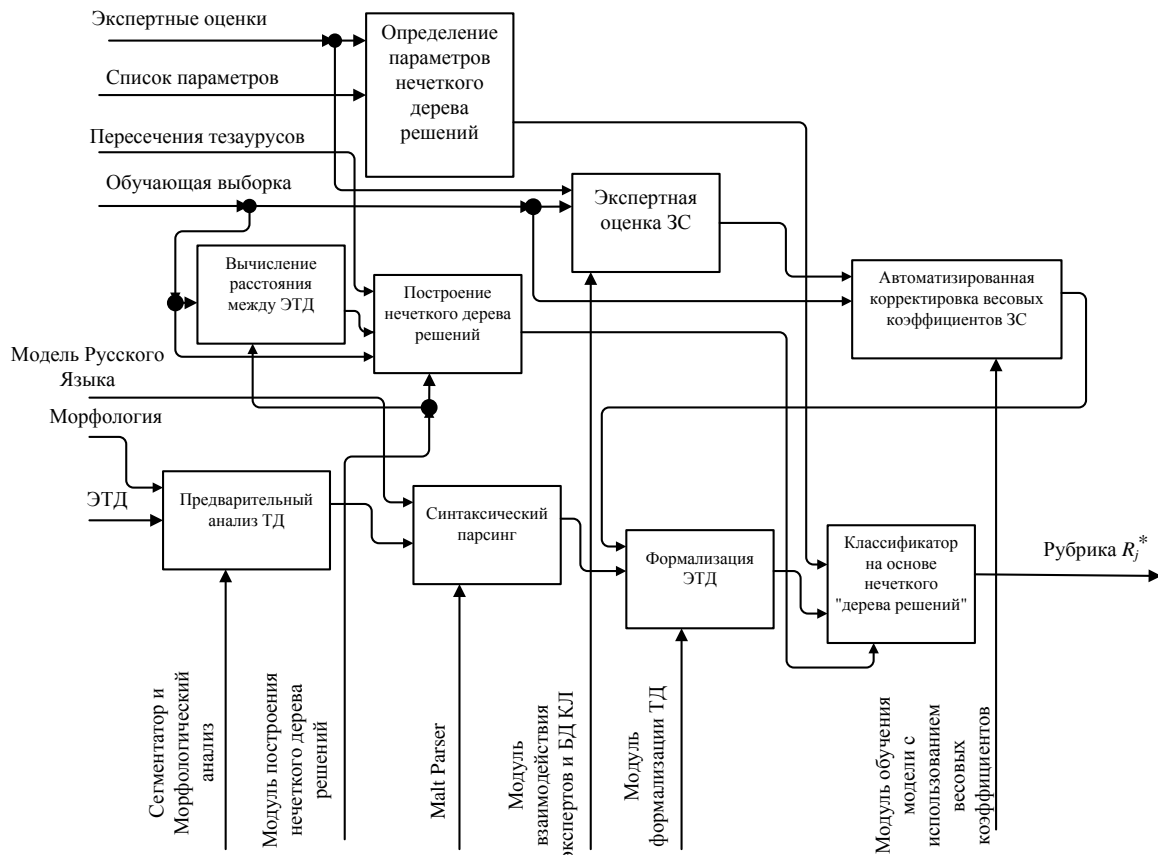 Экспертные оценки
Список параметров
Пересечения тезаурусов
Обучающая выборка
Определение
параметров
нечеткого
дерева
решений
Экспертная
оценка ЗС
Вычисление
расстояния
между ЭТД
Построение
нечеткого дерева
решений
Автоматизированная
корректировка весовых
коэффициентов ЗС
Модель Русского
Языка
Морфология
ЭТД
Предварительный
анализ ТД
Синтаксический
парсинг
Формализация
ЭТД
Классификатор
на основе
нечеткого
"дерева решений"
Рубрика Rj*
Сегментатор и
Морфологический
анализ
Модуль построения
нечеткого дерева
решений
Malt Parser
Модуль
взаимодействия
экспертов и БД КЛ
Модуль
формализации ТД
Модуль обучения
модели с
использованием
весовых
коэффициентов